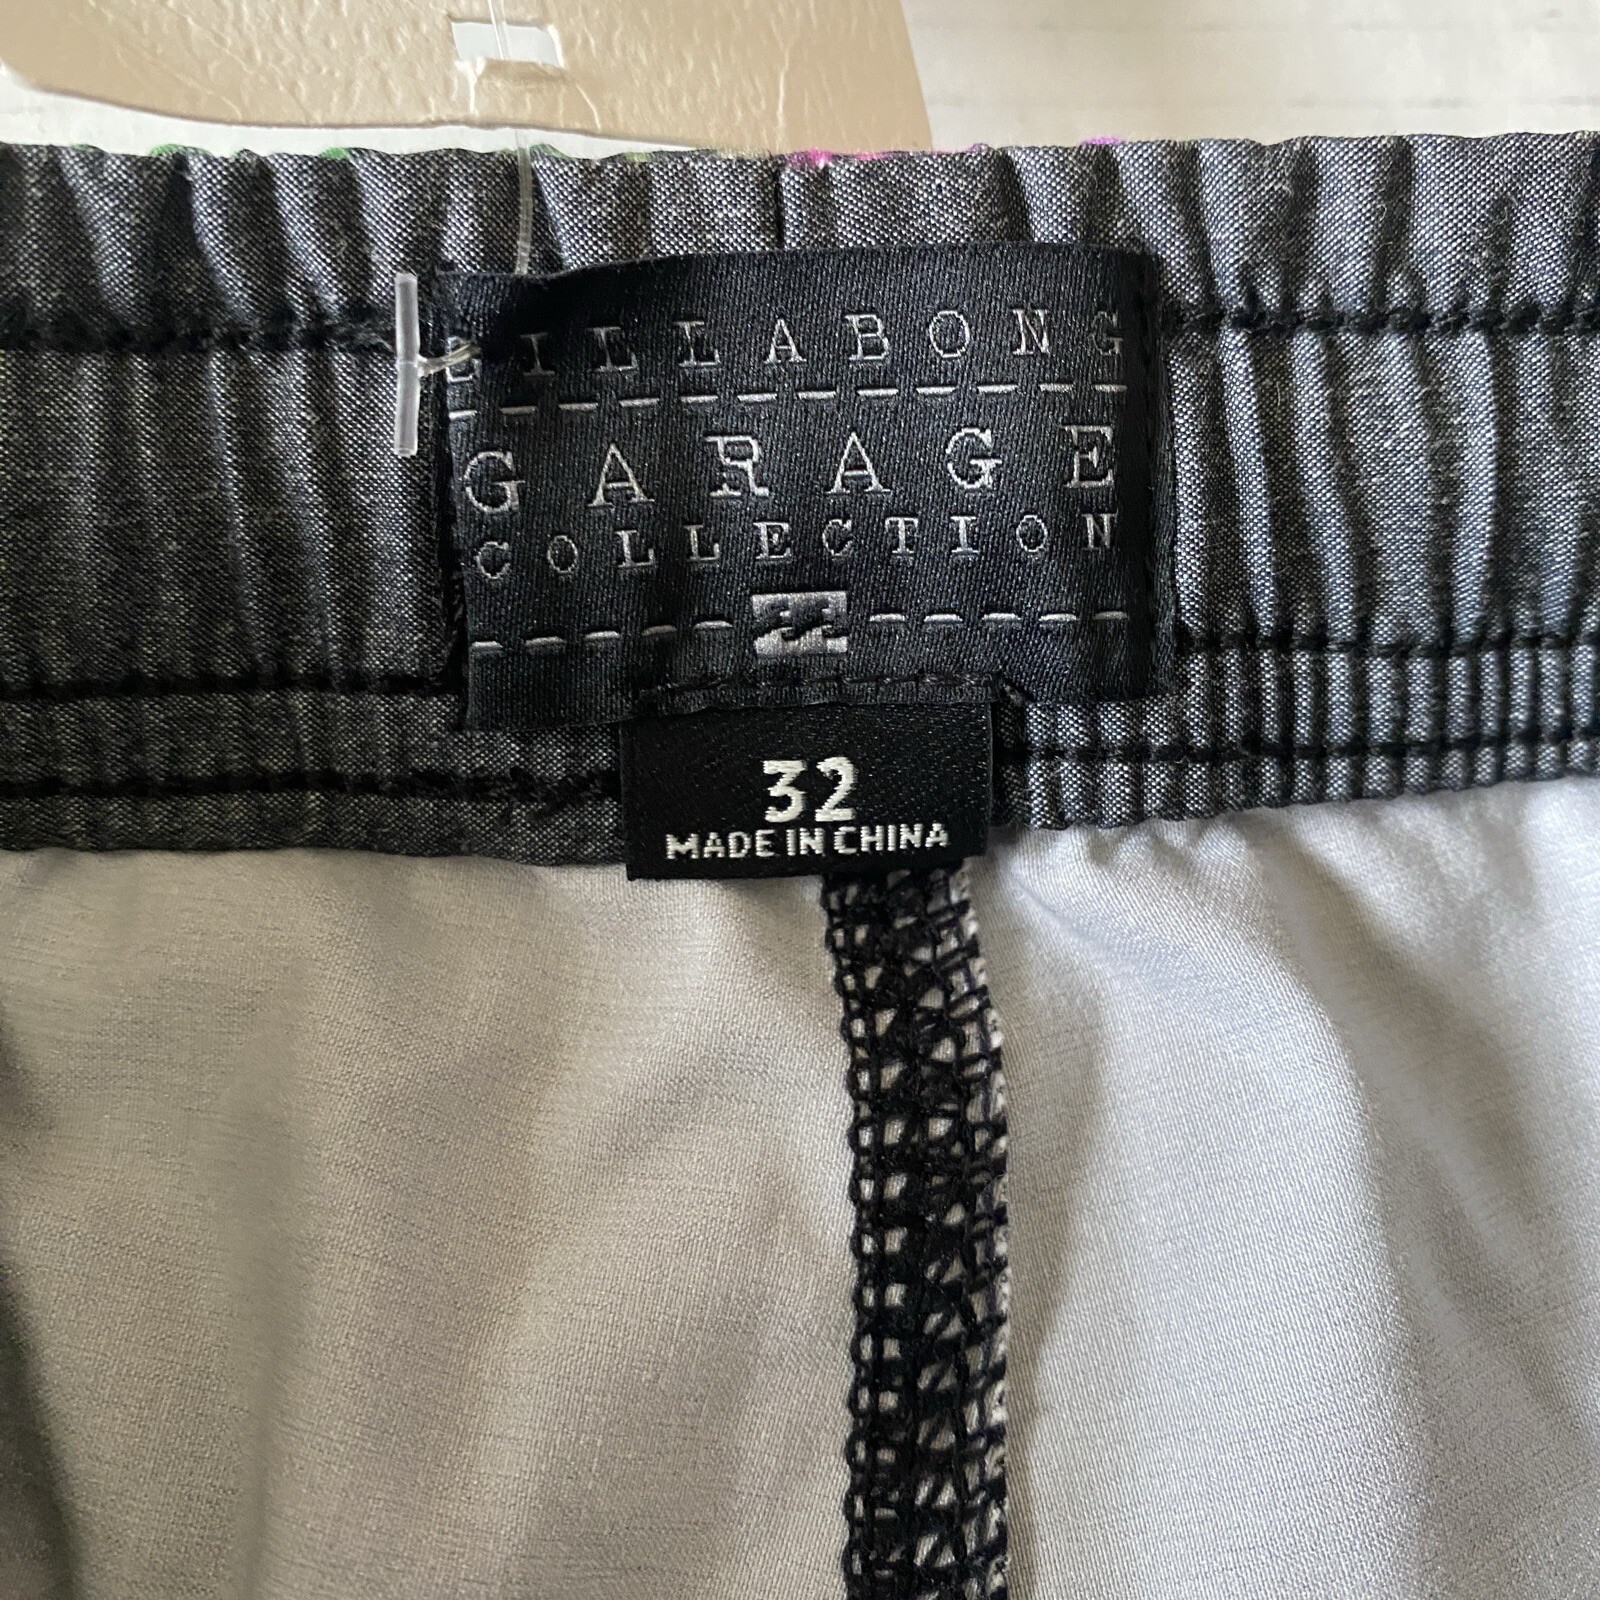 BILLABONG
GARAGE
COLLECTION
32
MADE IN CHINA